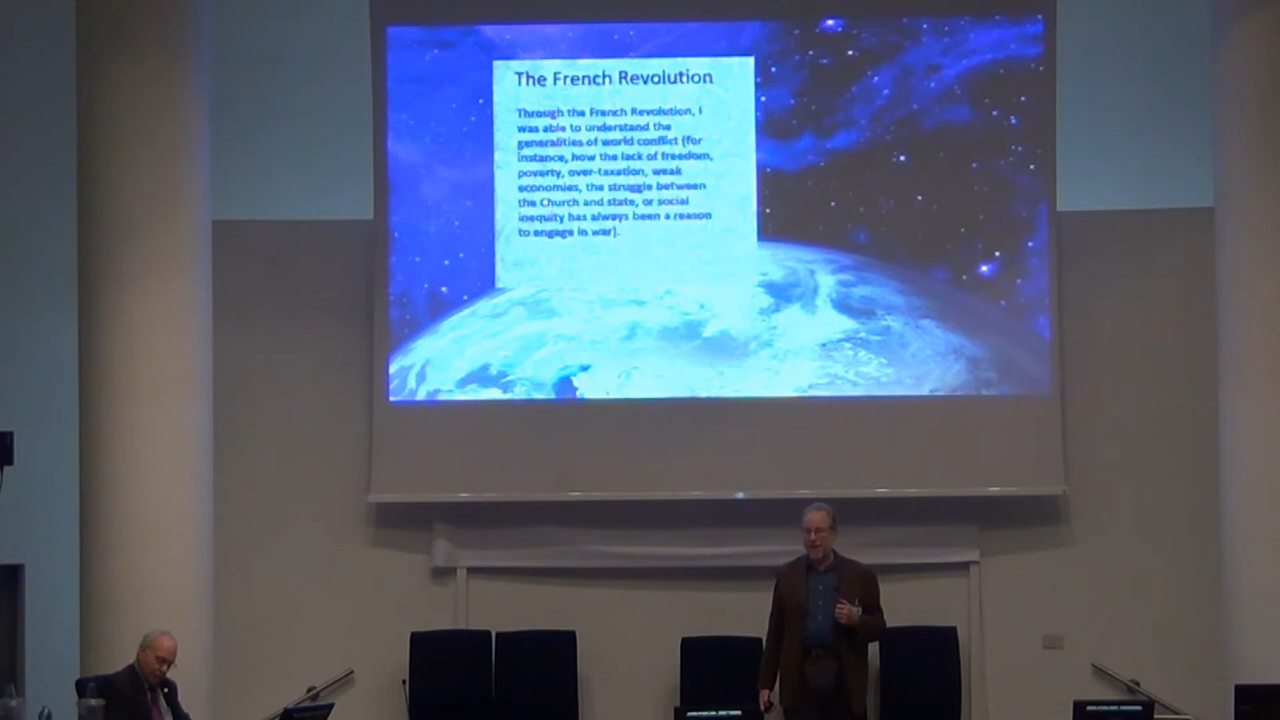 The French Revolution
Through the French Revolution, I
was able to understand the
generalities of world conflict (for
instance, how the lack of freedom,
poverty, over-taxation, weak
economies, the struggle between
the Church and state, or social
inequity has always been a reason
to engage in war).